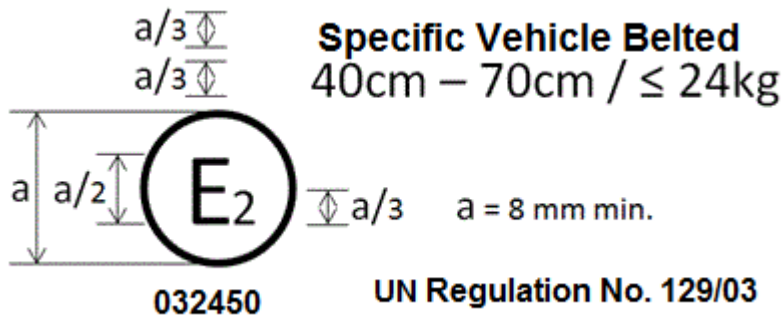 a/3 Specific Vehicle Belted
a/3 40cm – 70cm / ≤ 24kg
a a/2 E2 a/3 a = 8 mm min.
032450 UN Regulation No. 129/03